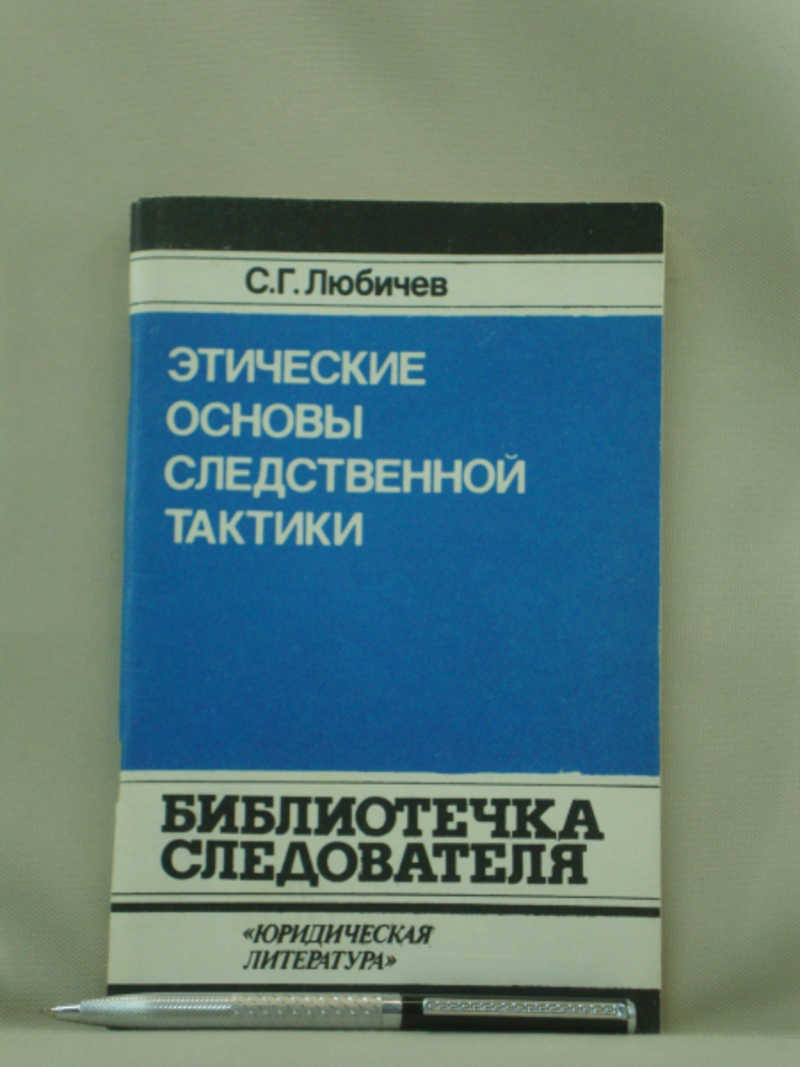 С.Г. Любичев
ЭТИЧЕСКИЕ
ОСНОВЫ
СЛЕДСТВЕННОЙ
ТАКТИКИ
БИБЛИОТЕЧКА
СЛЕДОВАТЕЛЯ
«ЮРИДИЧЕСКАЯ
ЛИТЕРАТУРА»